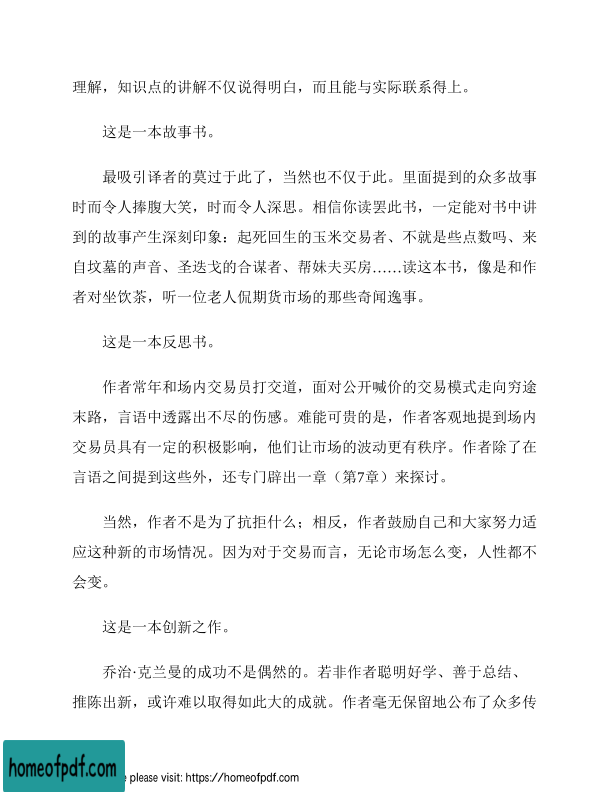 理解，知识点的讲解不仅说得明白，而且能与实际联系得上。
这是一本故事书。
最吸引译者的莫过于此了，当然也不仅于此。里面提到的众多故事
时而令人捧腹大笑，时而令人深思。相信你读罢此书，一定能对书中讲
到的故事产生深刻印象：起死回生的玉米交易者、不就是些点数吗、来
自坟墓的声音、圣迭戈的合谋者、帮妹夫买房……读这本书，像是和作
者对坐饮茶，听一位老人侃期货市场的那些奇闻逸事。
这是一本反思书。
作者常年和场内交易员打交道，面对公开喊价的交易模式走向穷途
末路，言语中透露出不尽的伤感。难能可贵的是，作者客观地提到场内
交易员具有一定的积极影响，他们让市场的波动更有秩序。作者除了在
言语之间提到这些外，还专门辟出一章（第7章）来探讨。
当然，作者不是为了抗拒什么；相反，作者鼓励自己和大家努力适
应这种新的市场情况。因为对于交易而言，无论市场怎么变，人性都不
会变。
这是一本创新之作。
乔治·克兰曼的成功不是偶然的。若非作者聪明好学、善于总结、
推陈出新，或许难以取得如此大的成就。作者毫无保留地公布了众多传
homeofpdf.com
e please visit: https://homeofpdf.com